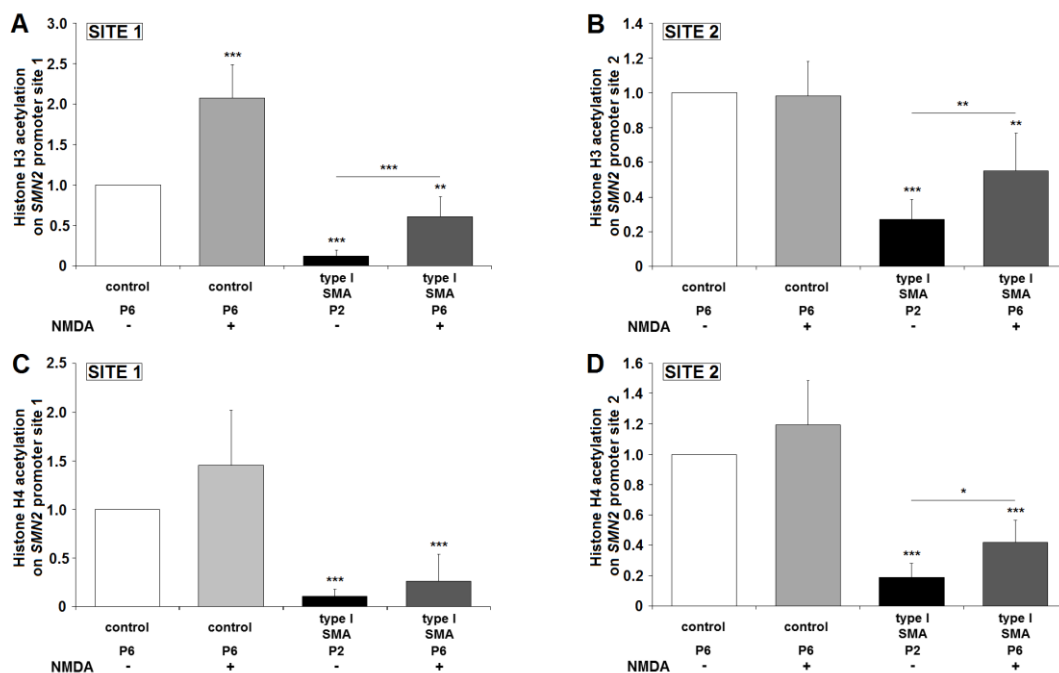 A
SITE 1
Histone H3 acetylation
on SMN2 promoter site 1
3.0
2.5
2.0
1.5
1.0
0.5
0
***
***
***
**
control
control
type I
SMA
type I
SMA
P6
P6
P2
P6
NMDA
-
+
-
+
B
SITE 2
Histone H3 acetylation
on SMN2 promoter site 2
1.4
1.2
1.0
0.8
0.6
0.4
0.2
0
**
***
**
control
control
type I
SMA
type I
SMA
P6
P6
P2
P6
NMDA
-
+
-
+
C
SITE 1
Histone H4 acetylation
on SMN2 promoter site 1
2.5
2.0
1.5
1.0
0.5
0
***
***
control
control
type I
SMA
type I
SMA
P6
P6
P2
P6
NMDA
-
+
-
+
D
SITE 2
Histone H4 acetylation
on SMN2 promoter site 2
1.6
1.4
1.2
1.0
0.8
0.6
0.4
0.2
0
*
***
***
control
control
type I
SMA
type I
SMA
P6
P6
P2
P6
NMDA
-
+
-
+